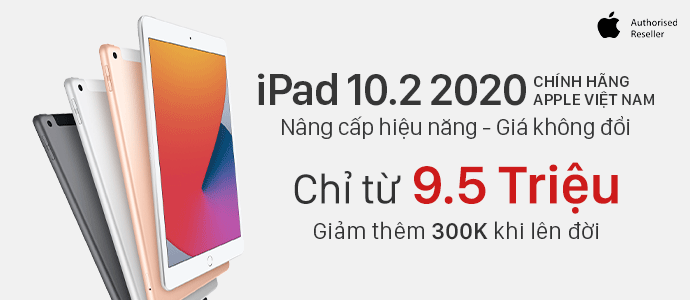 Authorised
Reseller
iPad 10.2 2020 CHÍNH HÃNG
APPLE VIỆT NAM
Nâng cấp hiệu năng - Giá không đổi
Chỉ từ 9.5 Triệu
Giảm thêm 300K khi lên đời